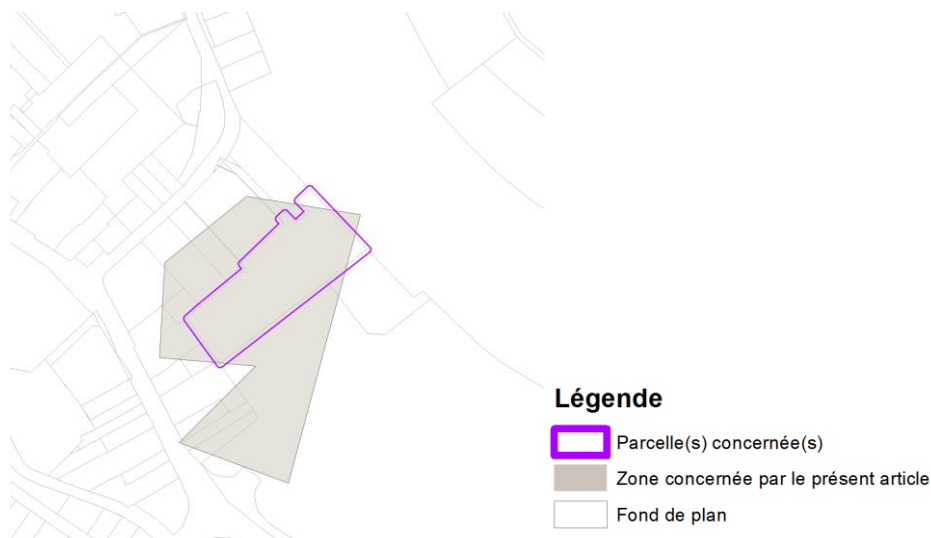 Légende
Parcelle(s) concernée(s)
Zone concernée par le présent article
Fond de plan